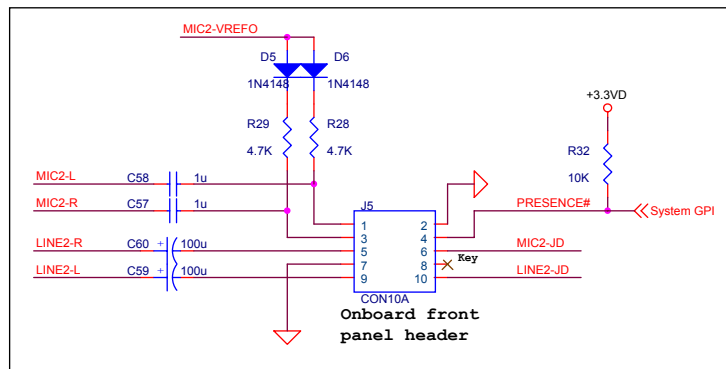 MIC2-VREFO
D5 D6
1N4148 1N4148
+3.3VD
R29 R28
4.7K 4.7K
R32
10K
MIC2-L C58 1u
MIC2-R C57 1u
J5
PRESENCE# System GPI
1 2
3 4
LINE2-R C60 + 100u 5 6 MIC2-JD
7 8 Key
LINE2-L C59 + 100u 9 10 LINE2-JD
CON10A
Onboard front
panel header